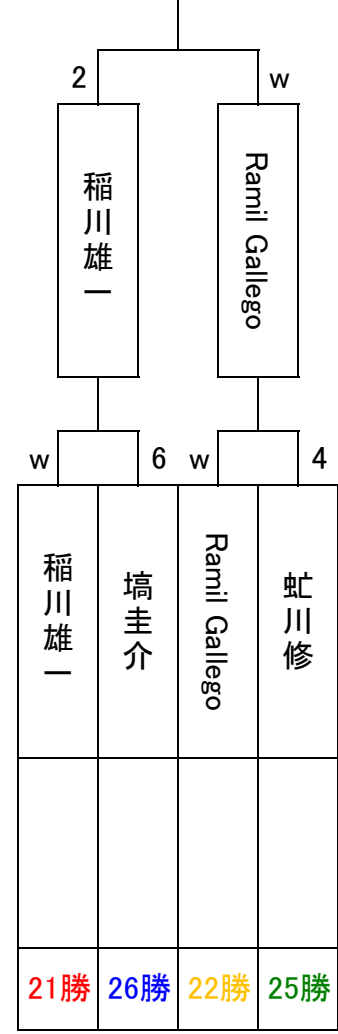 2
w
稲川雄一
Ramil Gallego
w
6
w
4
稲川雄一
塙圭介
Ramil Gallego
虻川修
21勝
26勝
22勝
25勝